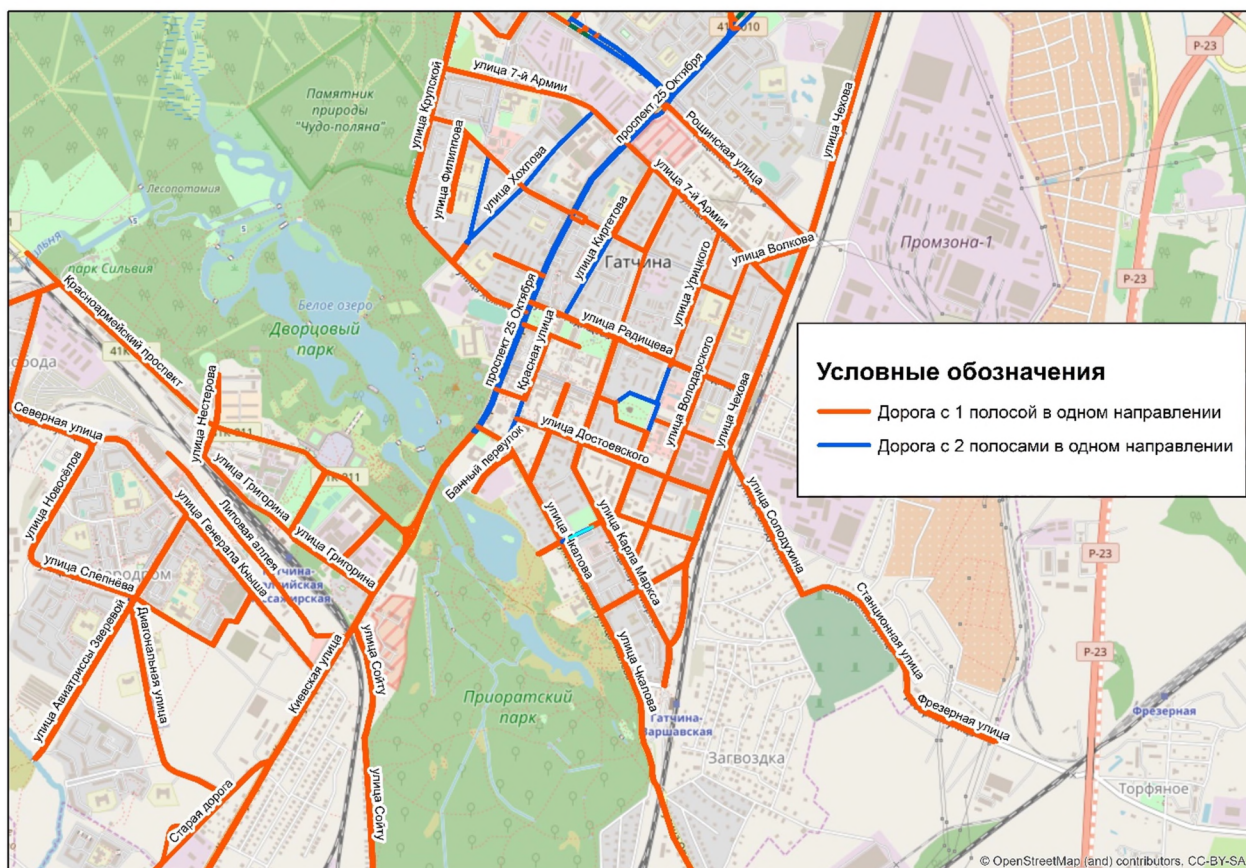 41К-010
Р-23
улица 7-й Армии
проспект 25 Октября
Памятник
природы
"Чудо-поляна"
улица Крупской
Рощинская улица
улица Чехова
улица Филиппова
улица Хохлова
улица 7-й Армии
Лесопотамия
улица Киргетова
улица Волкова
Промзона-1
Гатчина
улица Урицкого
парк Сильвия
Р-23
Белое озеро
Красноармейский проспект
Дворцовый
парк
проспект 25 Октября
Красная улица
улица Радищева
улица Володарского
улица Чехова
Условные обозначения
Дорога с 1 полосой в одном направлении
Дорога с 2 полосами в одном направлении
улица Нестерова
Северная улица
улица Достоевского
Банный переулок
улица Новосёлов
улица Григорина
улица Григорина
Липовая аллея
улица Генерала Кныша
улица Солодухина
улица Чкалова
улица Карла Маркса
Р-23
улица Слепнёва
Станционная улица
улица Авиатриссы Зверевой
Диагональная улица
Киевская улица
улица Сойту
улица Чкалова
Р-23
Приоратский
парк
Фрезерная улица
Фрезерная
Загвоздка
Торфяное
улица Сойту
Старая дорога
© OpenStreetMap (and) contributors, CC-BY-SA